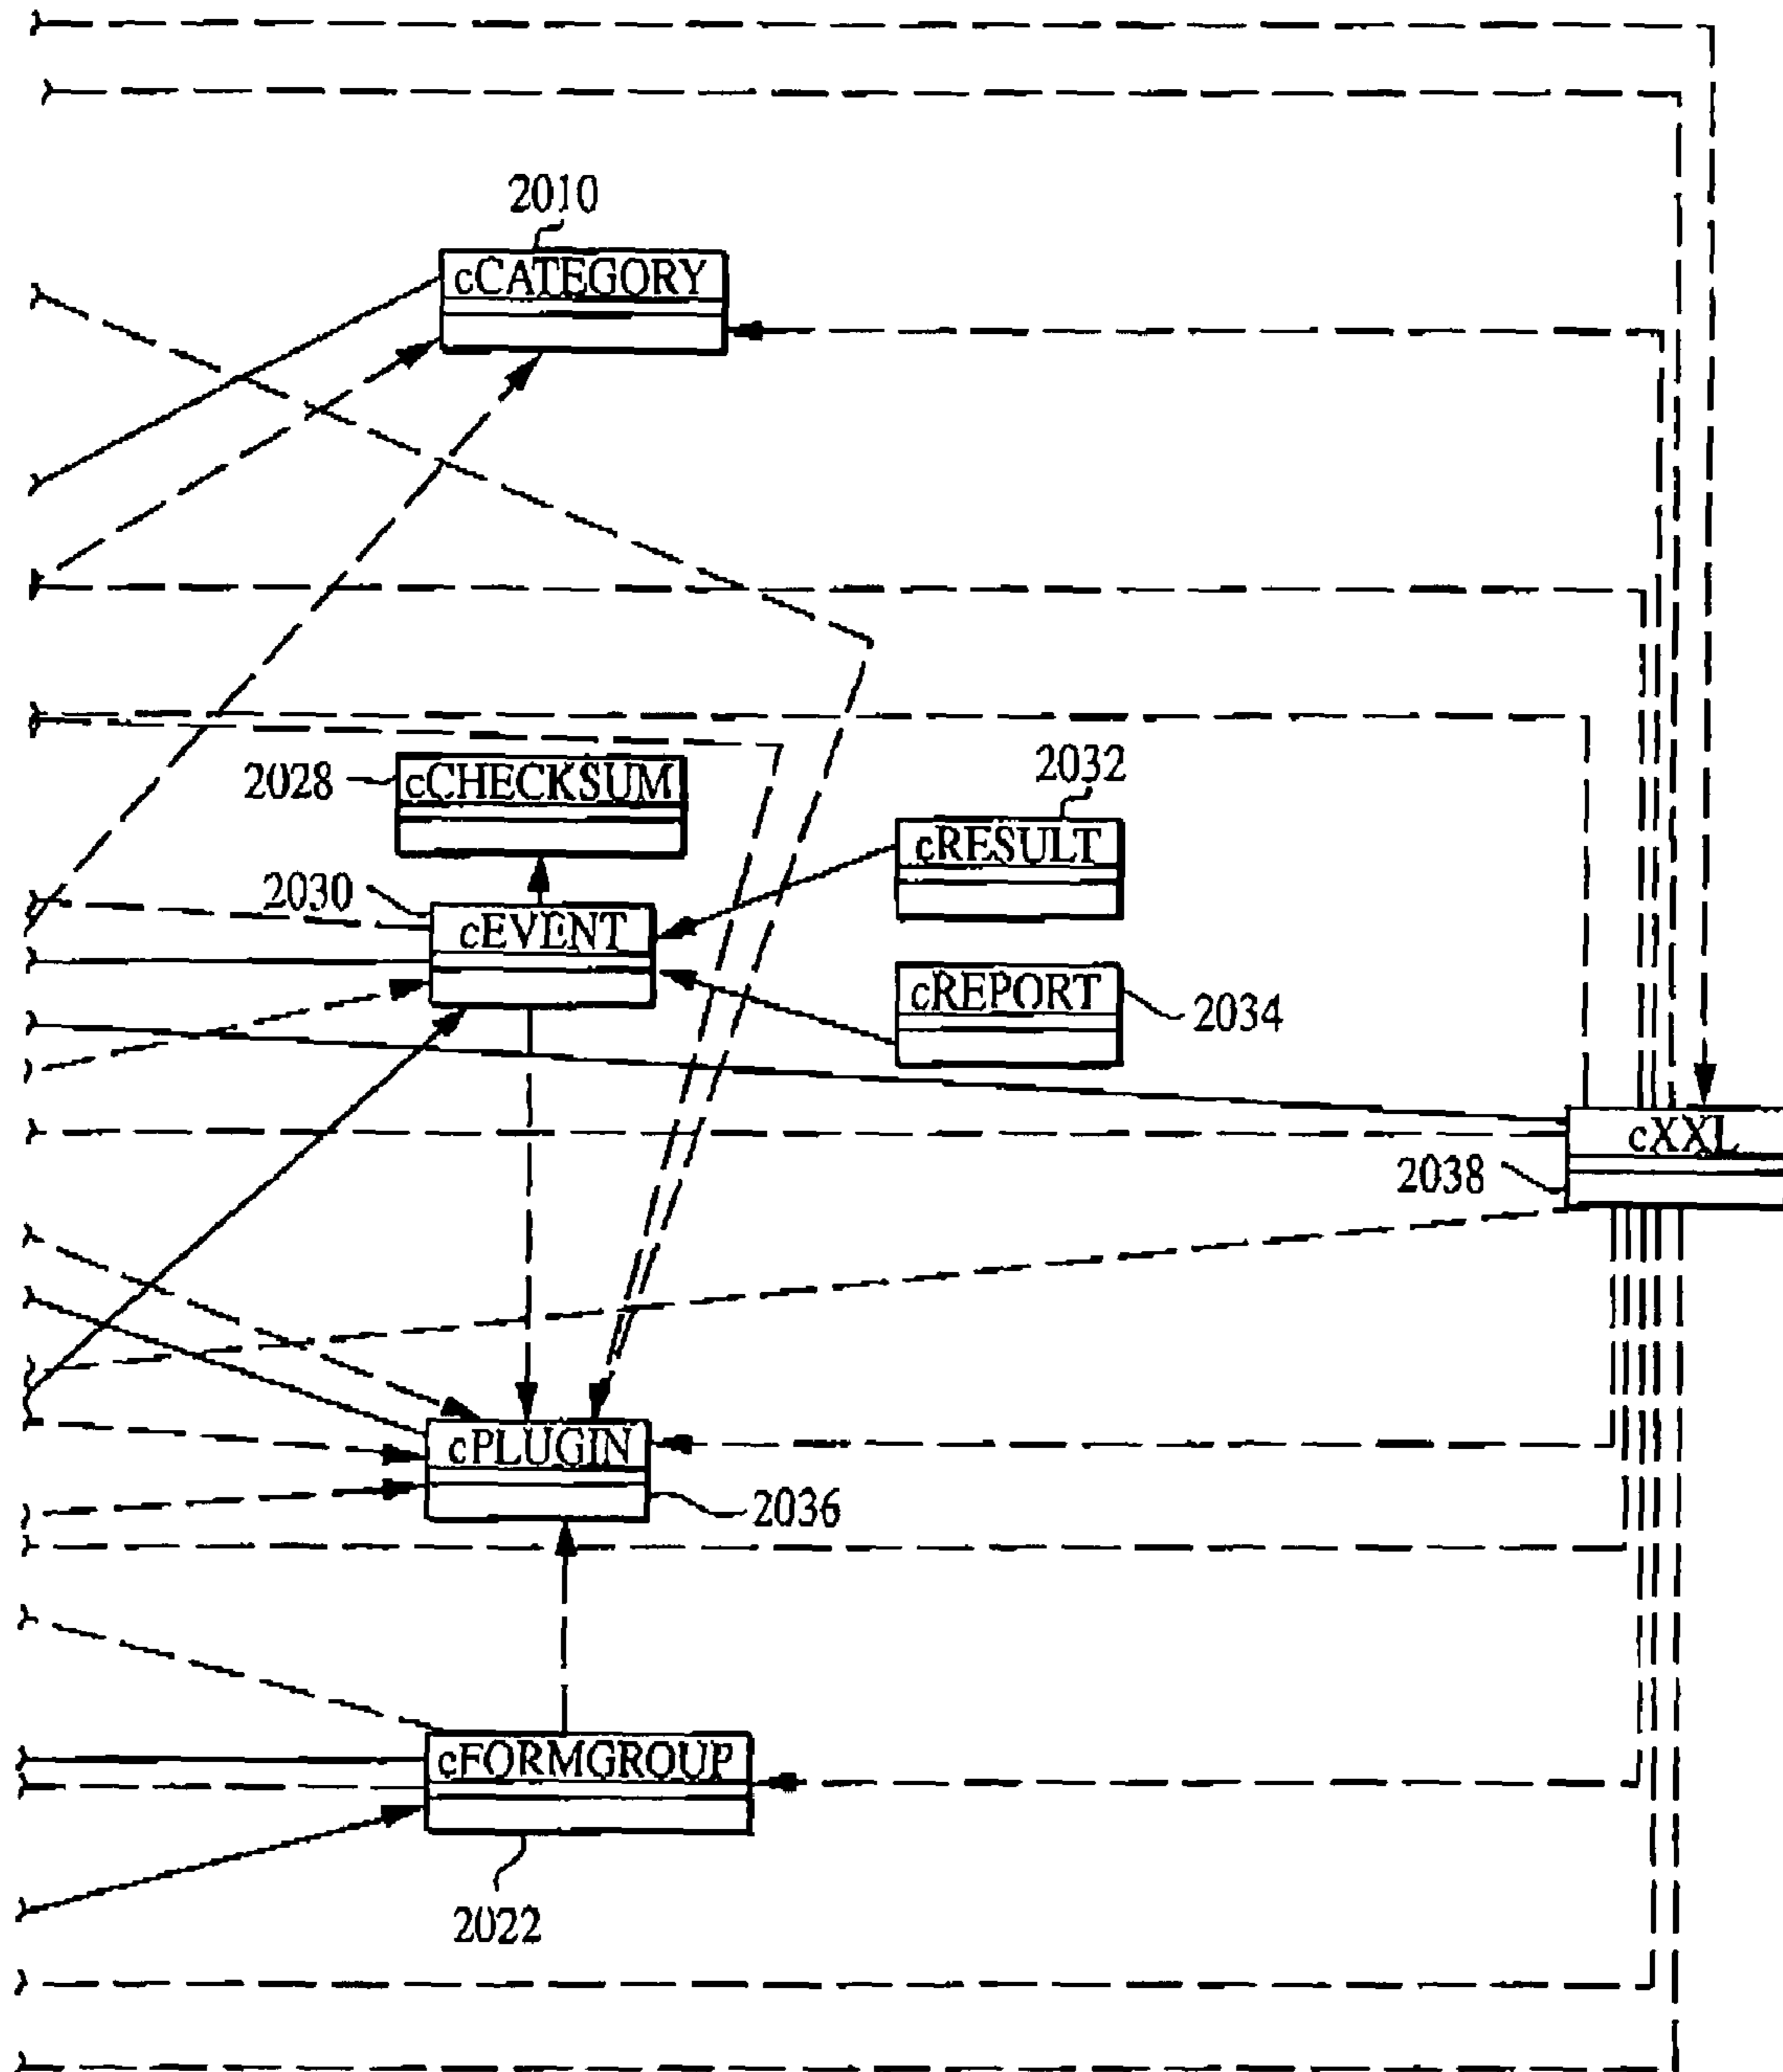 2010
cCATEGORY
2028
cCHECKSUM
2032
cRESULT
2030
cEVENT
cREPORT
2034
cXXL
2038
cPLUGIN
2036
cFORMGROUP
2022